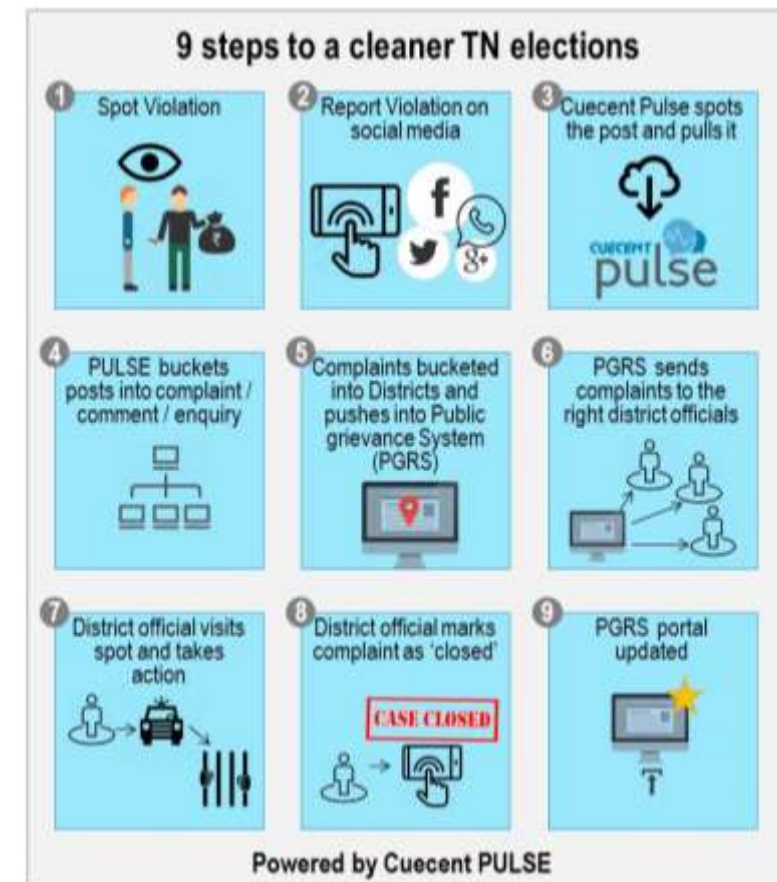 9 steps to a cleaner TN elections
1
Spot Violation
₹
2
Report Violation on
social media
f
g+
3
Cuecent Pulse spots
the post and pulls it
CUECENT
pulse
4
PULSE buckets
posts into complaint /
comment / enquiry
5
Complaints bucketed
into Districts and
pushes into Public
grievance System
(PGRS)
6
PGRS sends
complaints to the
right district officials
7
District official visits
spot and takes
action
8
District official marks
complaint as 'closed'
CASE CLOSED
9
PGRS portal
updated
Powered by Cuecent PULSE